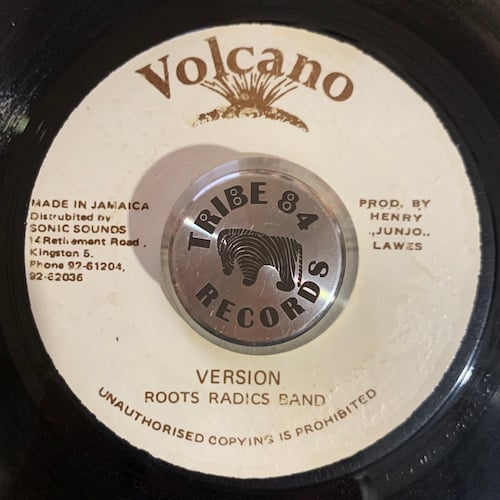 Volcano
MADE IN JAMAICA
Distrubited by
SONIC SOUNDS
14 Retirement Road,
Kingston 5.
Phone 92-61204,
92-62036
PROD. BY
HENRY
„JUNJO„
LAWES
TRIBE 84
RECORDS
VERSION
ROOTS RADICS BAND
UNAUTHORISED COPYING IS PROHIBITED